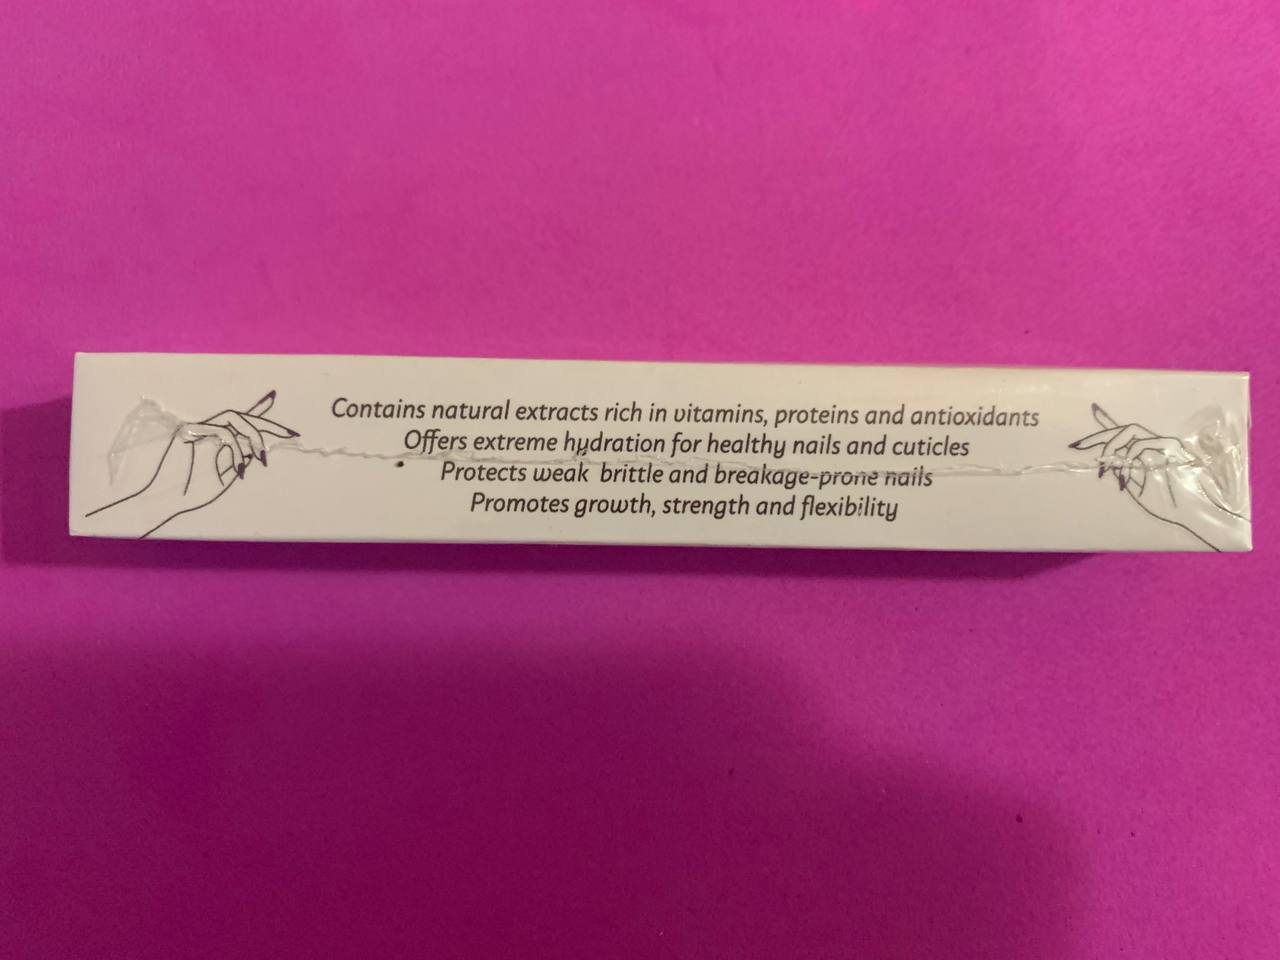 Contains natural extracts rich in vitamins, proteins and antioxidants
Offers extreme hydration for healthy nails and cuticles
Protects weak brittle and breakage-prone nails
Promotes growth, strength and flexibility